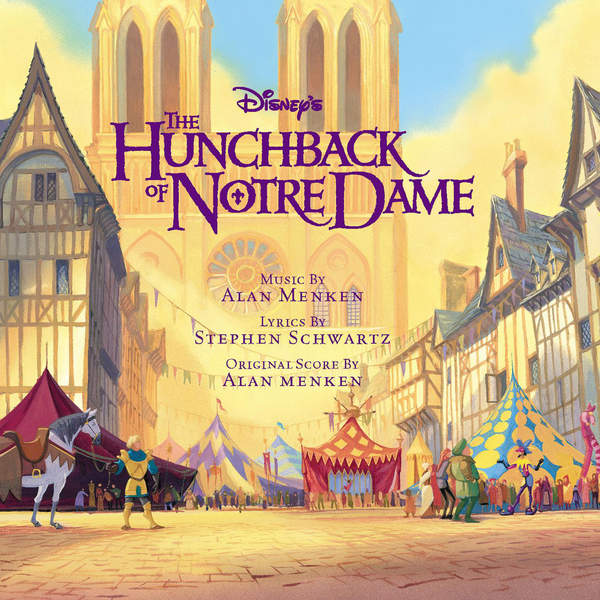 Disney's
The
Hunchback
of Notre Dame
Music By
Alan Menken
Lyrics By
Stephen Schwartz
Original Score By
Alan Menken